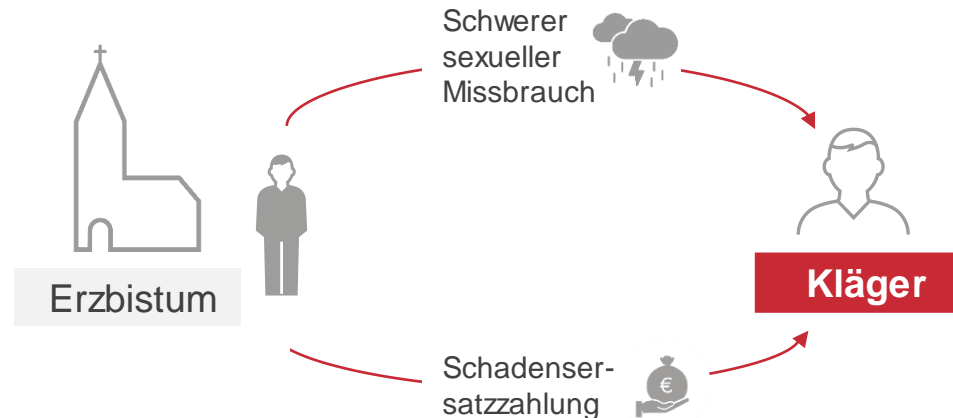 Schwerer
sexueller
Missbrauch
Erzbistum
Kläger
Schadenser-
satzzahlung
€